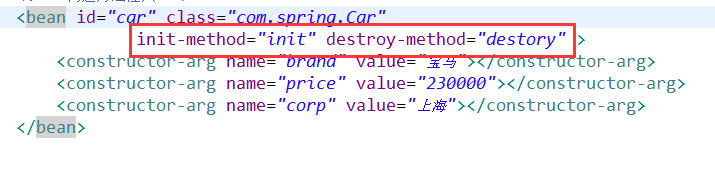 <bean id="car" class="com.spring.Car"
init-method="init" destroy-method="destory" >
<constructor-arg name="brand" value="宝马"></constructor-arg>
<constructor-arg name="price" value="230000"></constructor-arg>
<constructor-arg name="corp" value="上海"></constructor-arg>
</bean>